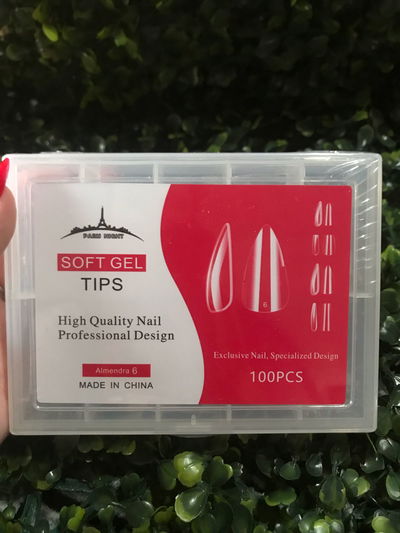 PARIS NIGHT
SOFT GEL
TIPS
High Quality Nail
Professional Design
Almendra 6
MADE IN CHINA
6
Exclusive Nail, Specialized Design
100PCS